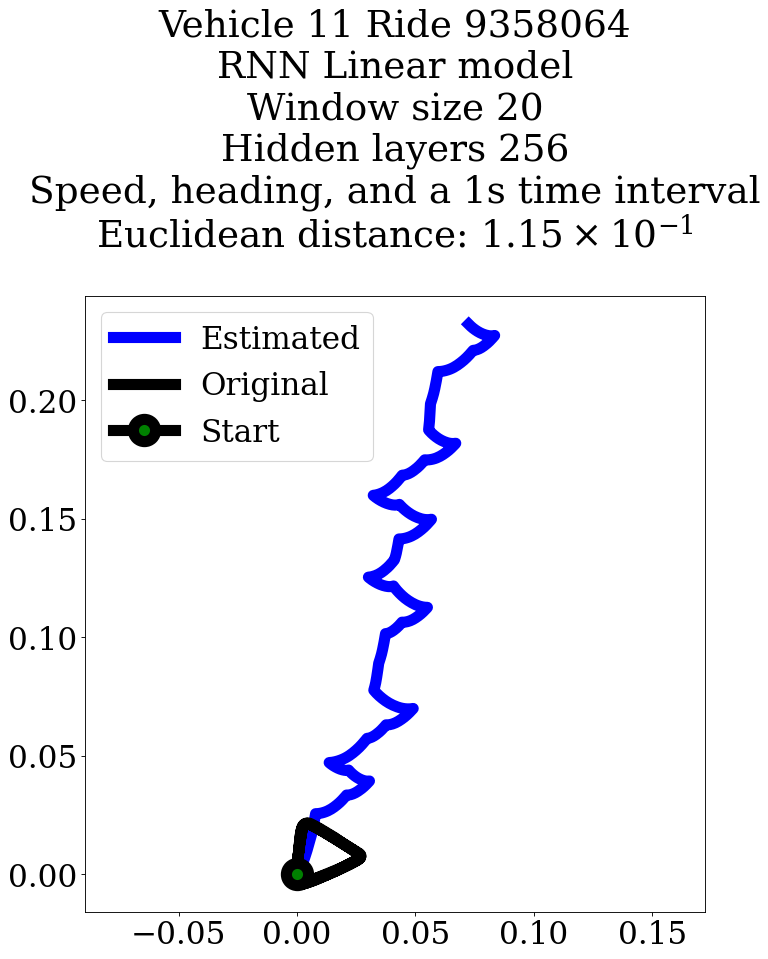 Vehicle 11 Ride 9358064
RNN Linear model
Window size 20
Hidden layers 256
Speed, heading, and a 1s time interval
Euclidean distance: 1.15 × 10⁻¹
Estimated
Original
Start
0.20
0.15
0.10
0.05
0.00
−0.05 0.00 0.05 0.10 0.15